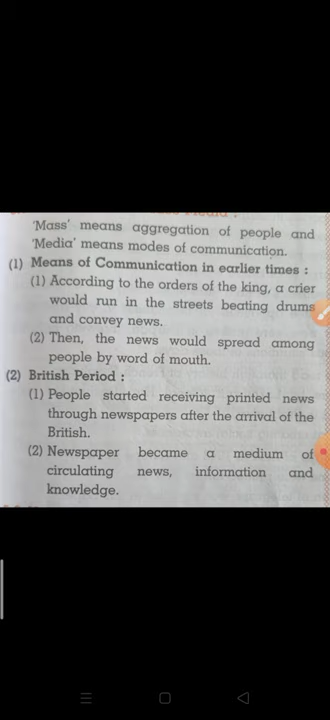 'Mass' means aggregation of people and
'Media' means modes of communication.
(1) Means of Communication in earlier times :
(1) According to the orders of the king, a crier
would run in the streets beating drums
and convey news.
(2) Then, the news would spread among
people by word of mouth.
(2) British Period :
(1) People started receiving printed news
through newspapers after the arrival of the
British.
(2) Newspaper became a medium of
circulating news, information and
knowledge.